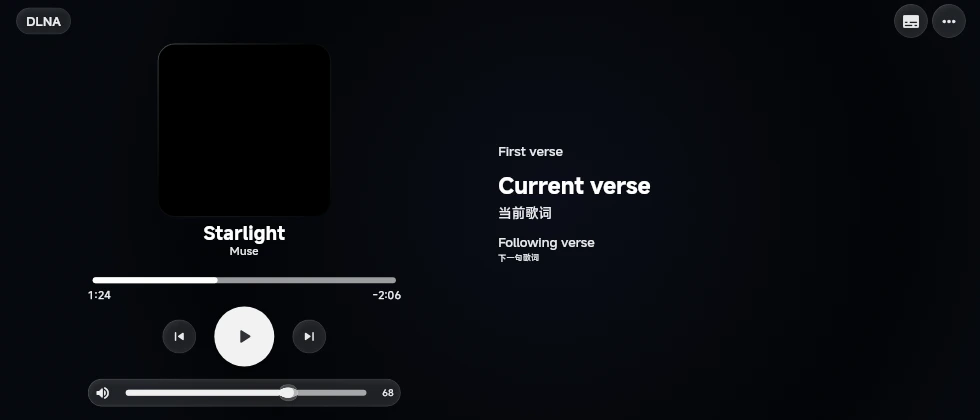 DLNA
Starlight
Muse
1:24
-2:06
68
First verse
Current verse
当前歌词
Following verse
下一句歌词